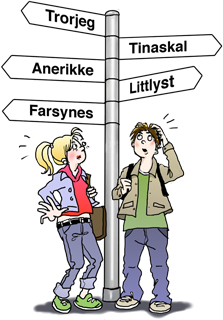 Trorjeg
Tinaskal
Anerikke
Littlyst
Farsynes